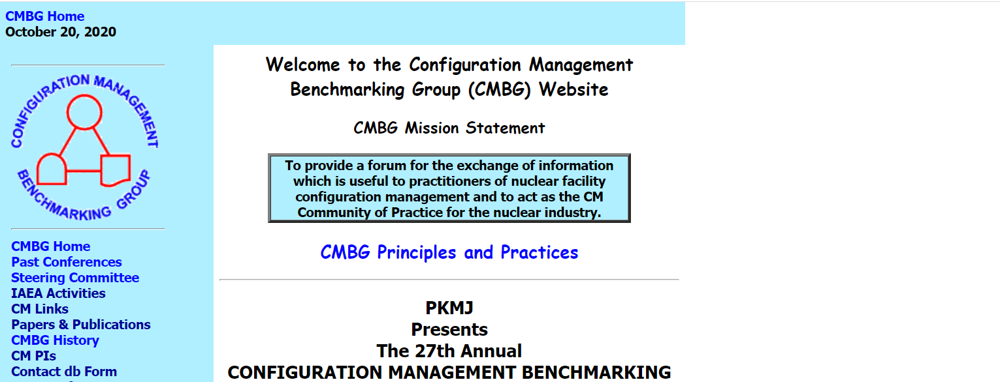 CMBG Home
October 20, 2020
CONFIGURATION MANAGEMENT
BENCHMARKING GROUP
CMBG Home
Past Conferences
Steering Committee
IAEA Activities
CM Links
Papers & Publications
CMBG History
CM PIs
Contact db Form
Welcome to the Configuration Management
Benchmarking Group (CMBG) Website
CMBG Mission Statement
To provide a forum for the exchange of information
which is useful to practitioners of nuclear facility
configuration management and to act as the CM
Community of Practice for the nuclear industry.
CMBG Principles and Practices
PKMJ
Presents
The 27th Annual
CONFIGURATION MANAGEMENT BENCHMARKING